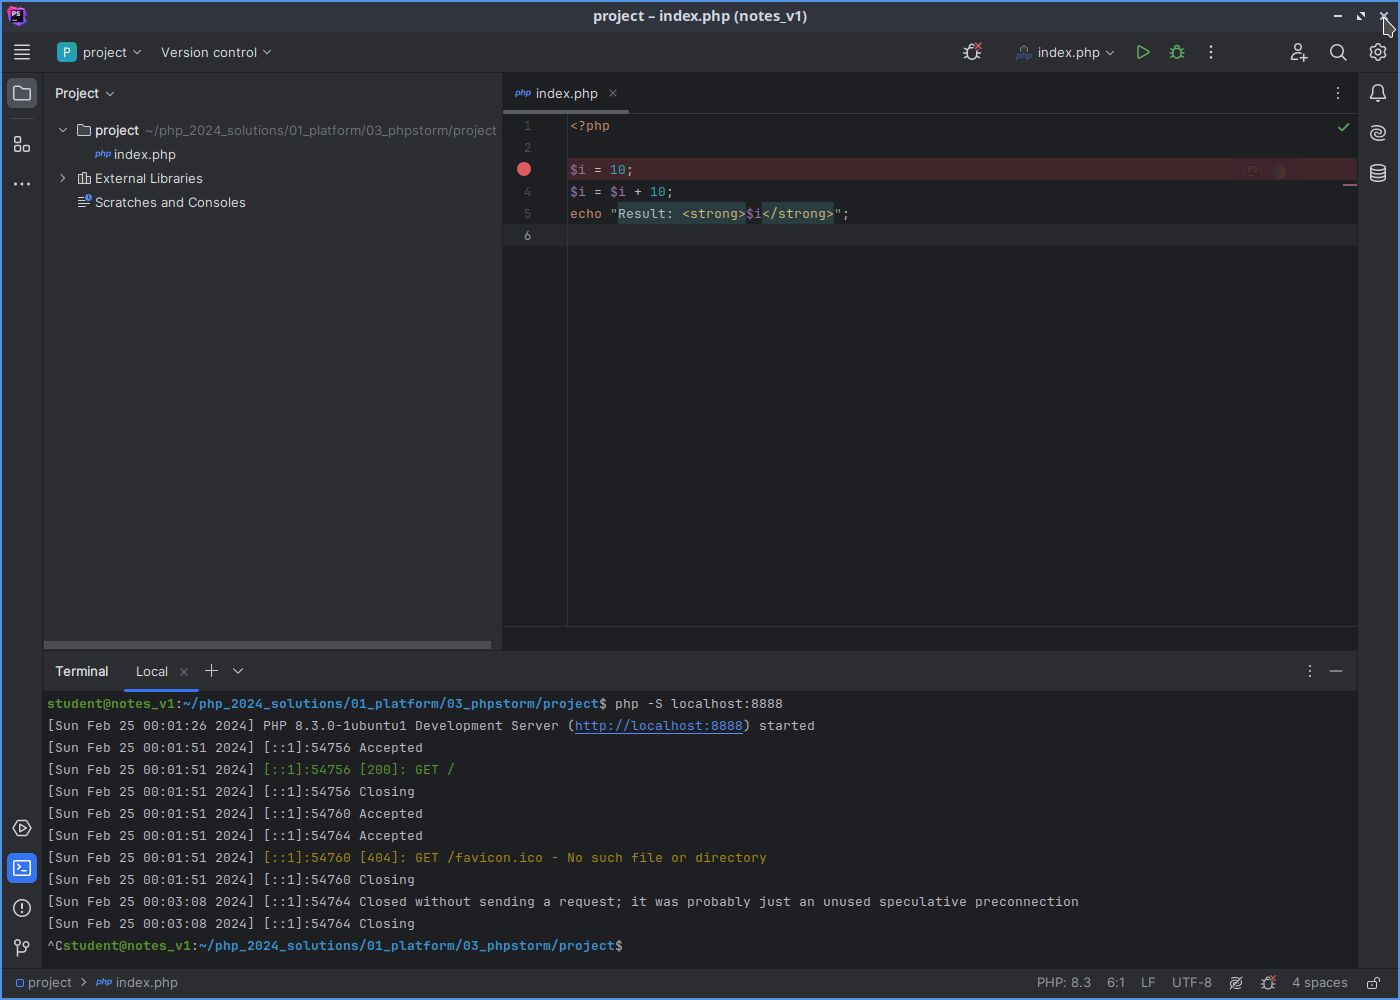 project – index.php (notes_v1)
P project Version control index.php
Project
php index.php
project ~/php_2024_solutions/01_platform/03_phpstorm/project
php index.php
External Libraries
Scratches and Consoles
1 <?php
2
$i = 10;
4 $i = $i + 10;
5 echo "Result: <strong>$i</strong>";
6
Terminal Local
student@notes_v1:~/php_2024_solutions/01_platform/03_phpstorm/project$ php -S localhost:8888
[Sun Feb 25 00:01:26 2024] PHP 8.3.0-1ubuntu1 Development Server (http://localhost:8888) started
[Sun Feb 25 00:01:51 2024] [::1]:54756 Accepted
[Sun Feb 25 00:01:51 2024] [::1]:54756 [200]: GET /
[Sun Feb 25 00:01:51 2024] [::1]:54756 Closing
[Sun Feb 25 00:01:51 2024] [::1]:54760 Accepted
[Sun Feb 25 00:01:51 2024] [::1]:54764 Accepted
[Sun Feb 25 00:01:51 2024] [::1]:54760 [404]: GET /favicon.ico - No such file or directory
[Sun Feb 25 00:01:51 2024] [::1]:54760 Closing
[Sun Feb 25 00:03:08 2024] [::1]:54764 Closed without sending a request; it was probably just an unused speculative preconnection
[Sun Feb 25 00:03:08 2024] [::1]:54764 Closing
^Cstudent@notes_v1:~/php_2024_solutions/01_platform/03_phpstorm/project$
project php index.php PHP: 8.3 6:1 LF UTF-8 4 spaces